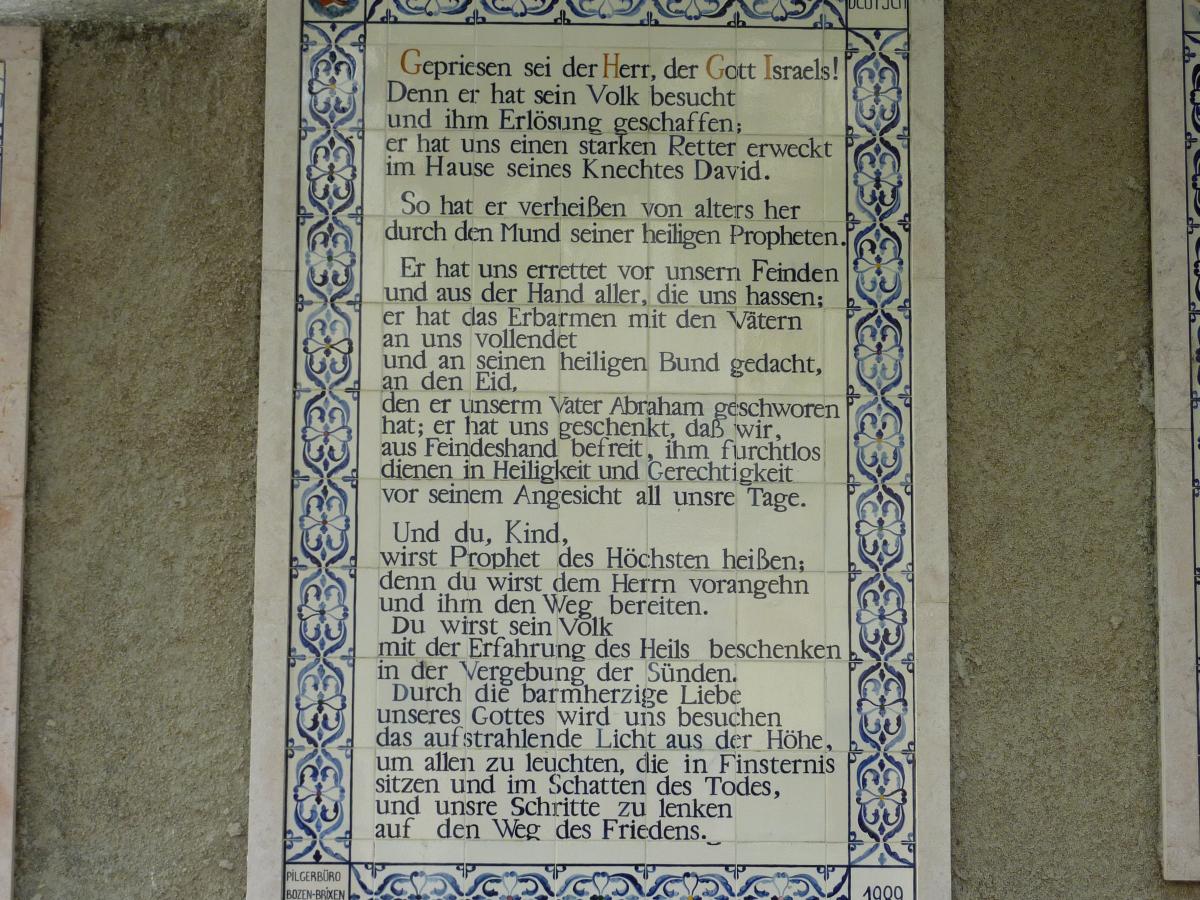 DEUTSCH
Gepriesen sei der Herr, der Gott Israels!
Denn er hat sein Volk besucht
und ihm Erlösung geschaffen;
er hat uns einen starken Retter erweckt
im Hause seines Knechtes David.
So hat er verheißen von alters her
durch den Mund seiner heiligen Propheten.
Er hat uns errettet vor unsern Feinden
und aus der Hand aller, die uns hassen;
er hat das Erbarmen mit den Vätern
an uns vollendet
und an seinen heiligen Bund gedacht,
an den Eid,
den er unserm Vater Abraham geschworen
hat; er hat uns geschenkt, daß wir,
aus Feindeshand befreit, ihm furchtlos
dienen in Heiligkeit und Gerechtigkeit
vor seinem Angesicht all unsre Tage.
Und du, Kind,
wirst Prophet des Höchsten heißen;
denn du wirst dem Herrn vorangehn
und ihm den Weg bereiten.
Du wirst sein Volk
mit der Erfahrung des Heils beschenken
in der Vergebung der Sünden.
Durch die barmherzige Liebe
unseres Gottes wird uns besuchen
das aufstrahlende Licht aus der Höhe,
um allen zu leuchten, die in Finsternis
sitzen und im Schatten des Todes,
und unsre Schritte zu lenken
auf den Weg des Friedens.
PILGERBÜRO
BOZEN-BRIXEN